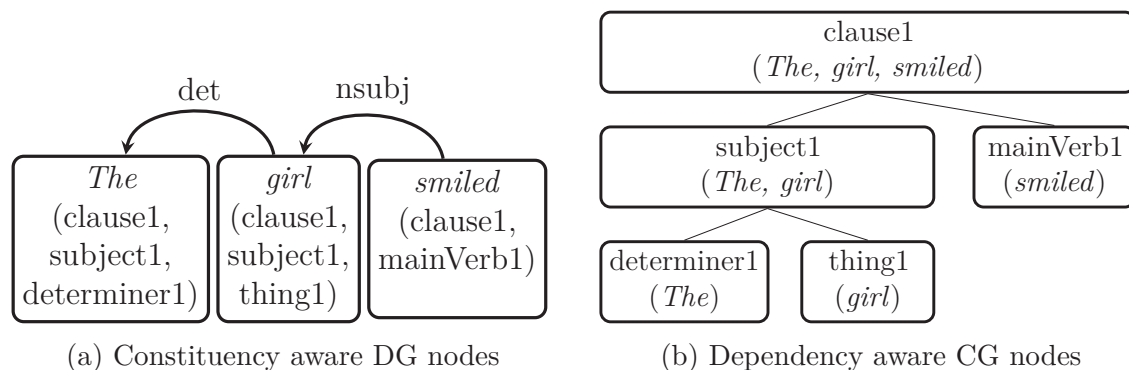 det
nsubj
The
(clause1,
subject1,
determiner1)
girl
(clause1,
subject1,
thing1)
smiled
(clause1,
mainVerb1)
(a) Constituency aware DG nodes
clause1
(The, girl, smiled)
subject1
(The, girl)
mainVerb1
(smiled)
determiner1
(The)
thing1
(girl)
(b) Dependency aware CG nodes